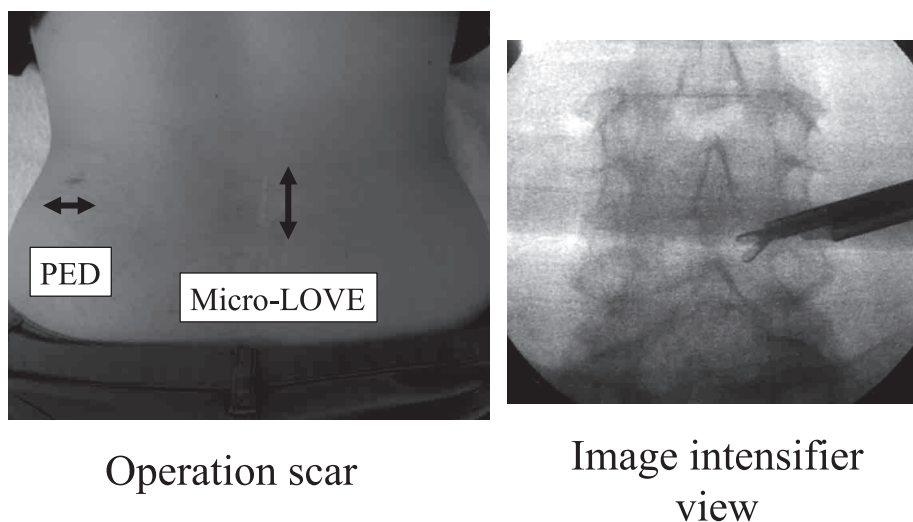 PED
Micro-LOVE
Operation scar
Image intensifier
view